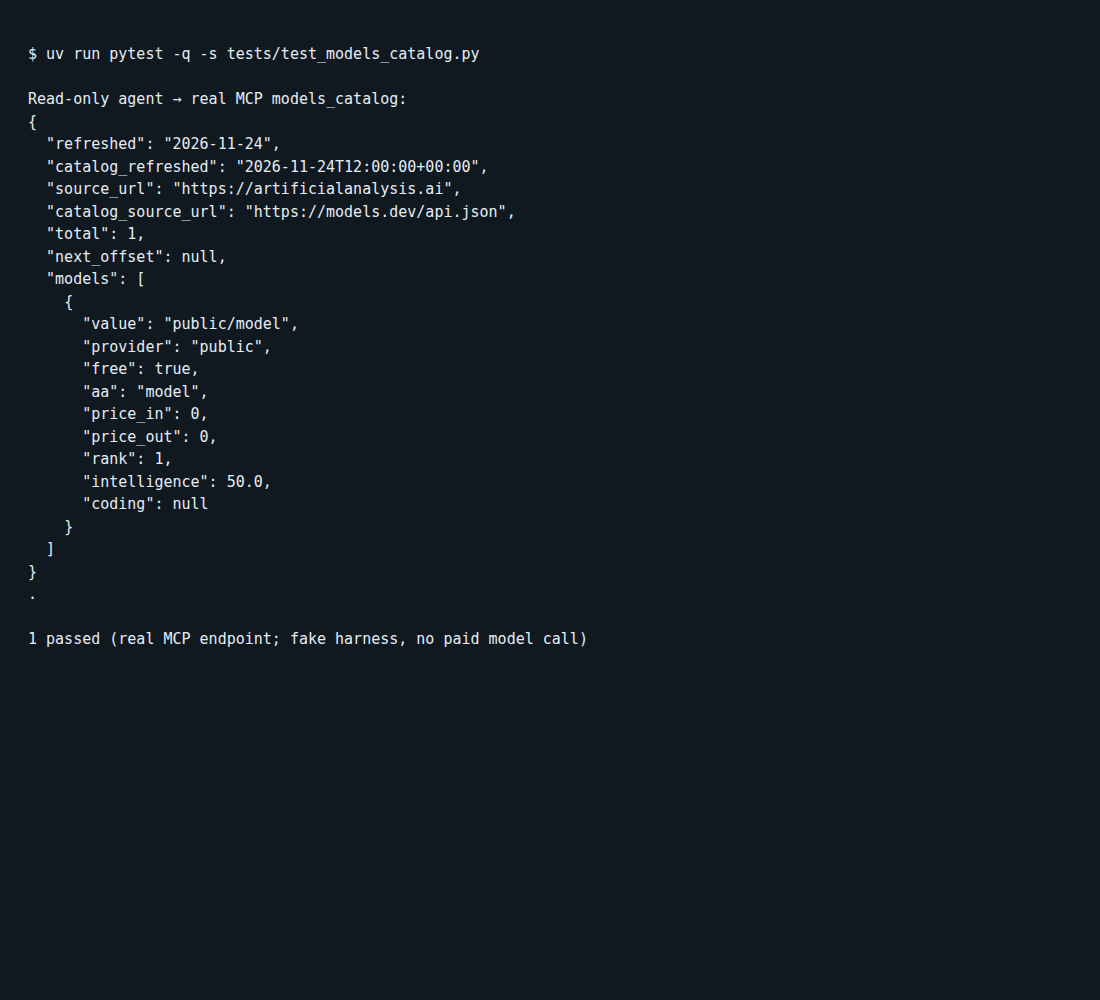 $ uv run pytest -q -s tests/test_models_catalog.py
Read-only agent → real MCP models_catalog:
{
  "refreshed": "2026-11-24",
  "catalog_refreshed": "2026-11-24T12:00:00+00:00",
  "source_url": "https://artificialanalysis.ai",
  "catalog_source_url": "https://models.dev/api.json",
  "total": 1,
  "next_offset": null,
  "models": [
    {
      "value": "public/model",
      "provider": "public",
      "free": true,
      "aa": "model",
      "price_in": 0,
      "price_out": 0,
      "rank": 1,
      "intelligence": 50.0,
      "coding": null
    }
  ]
}
.
1 passed (real MCP endpoint; fake harness, no paid model call)